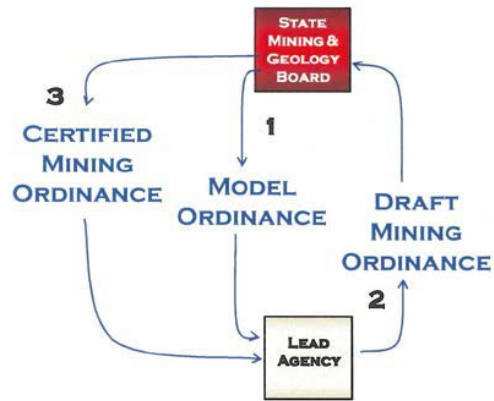 STATE
MINING &
GEOLOGY
BOARD
3
CERTIFIED
MINING
ORDINANCE
1
MODEL
ORDINANCE
DRAFT
MINING
ORDINANCE
2
LEAD
AGENCY